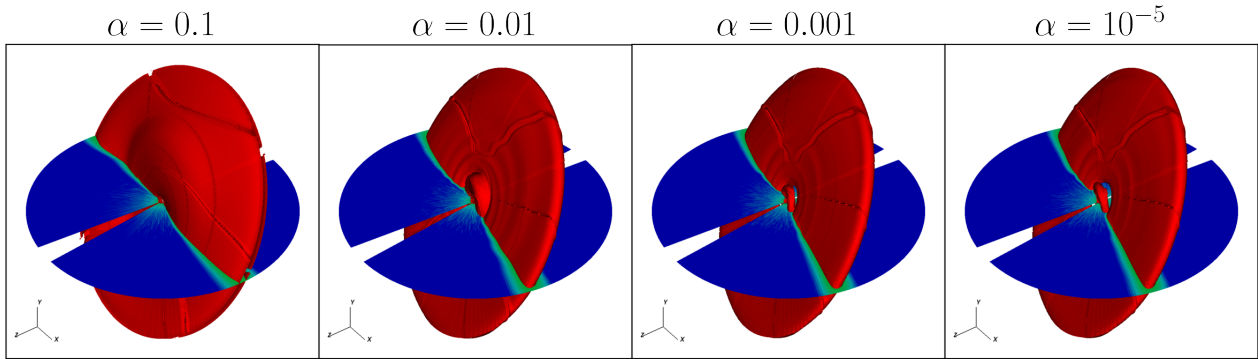 α = 0.1
α = 0.01
α = 0.001
α = 10⁻⁵
Y
Z X
Y
Z X
Y
Z X
Y
Z X